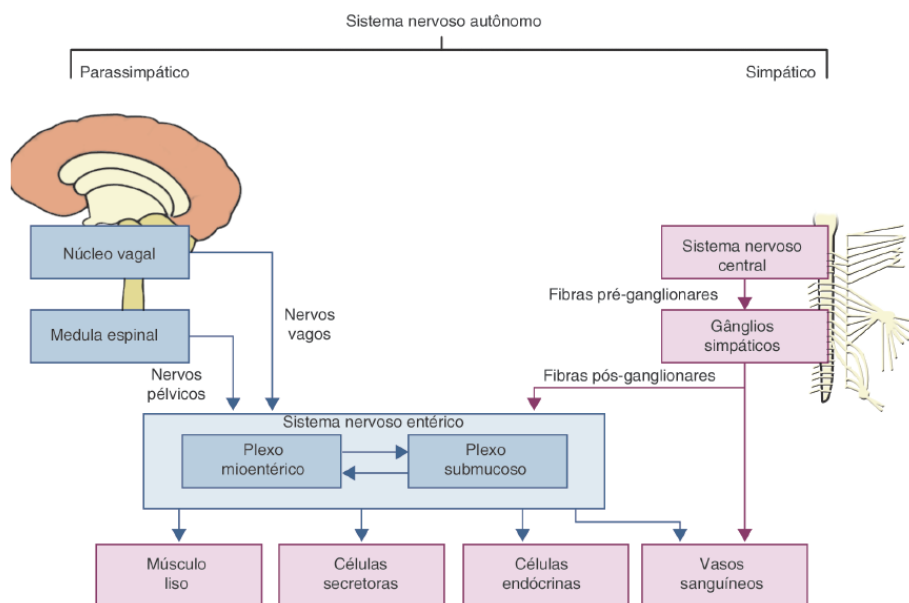 Sistema nervoso autônomo
Parassimpático
Simpático
Núcleo vagal
Sistema nervoso
central
Fibras pré-ganglionares
Nervos
vagos
Medula espinal
Gânglios
simpáticos
Nervos
pélvicos
Fibras pós-ganglionares
Sistema nervoso entérico
Plexo
mioentérico
Plexo
submucoso
Músculo
liso
Células
secretoras
Células
endócrinas
Vasos
sanguíneos